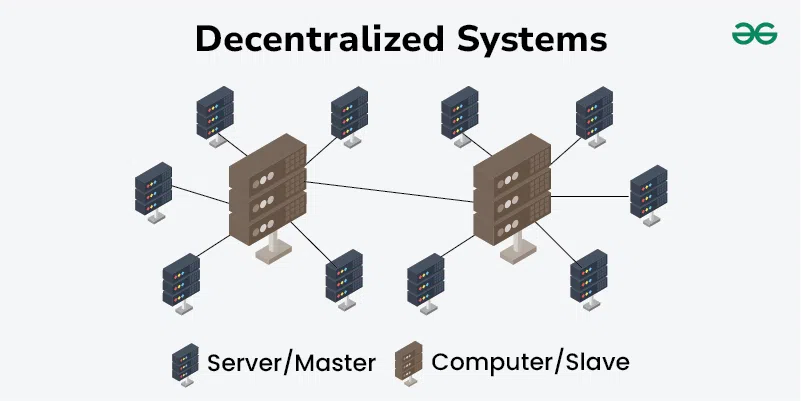 Decentralized Systems
Server/Master
Computer/Slave